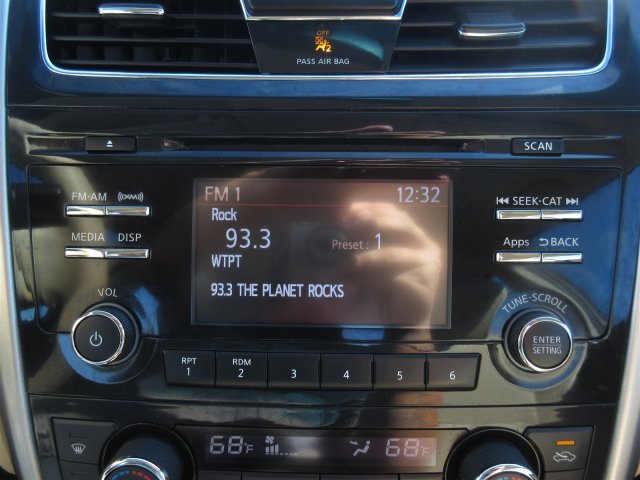 OFF
2
PASS AIR BAG
SCAN
FM·AM
SEEK·CAT
MEDIA DISP
Apps BACK
FM 1 12:32
Rock
93.3 Preset : 1
WTPT
93.3 THE PLANET ROCKS
VOL
TUNE·SCROLL
ENTER
SETTING
RPT RDM
1 2 3 4 5 6
68°F 68°F